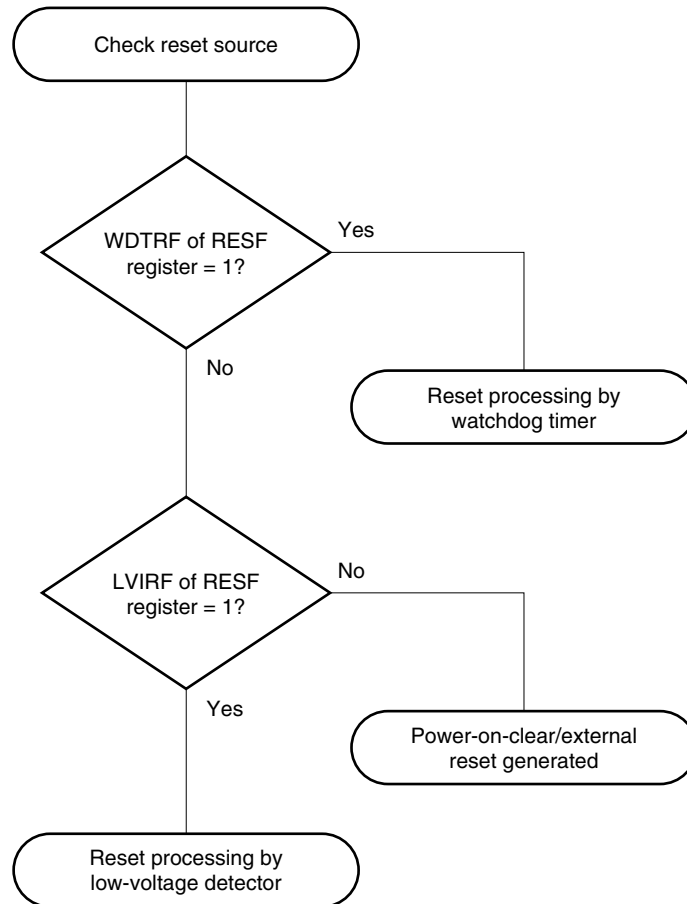 Check reset source
WDTRF of RESF
register = 1?
Yes
No
Reset processing by
watchdog timer
LVIRF of RESF
register = 1?
No
Yes
Power-on-clear/external
reset generated
Reset processing by
low-voltage detector